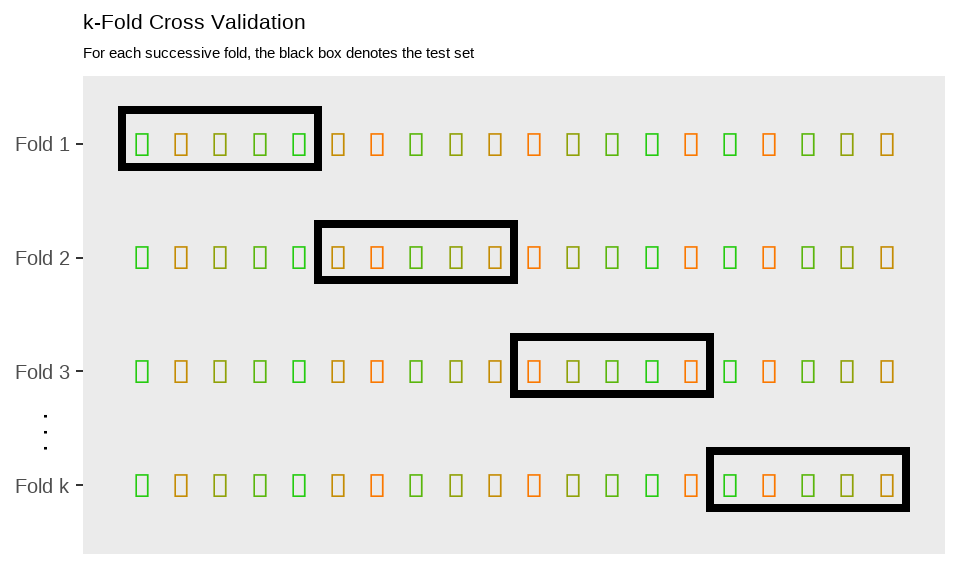 k-Fold Cross Validation
For each successive fold, the black box denotes the test set
Fold 1
Fold 2
Fold 3
...
Fold k